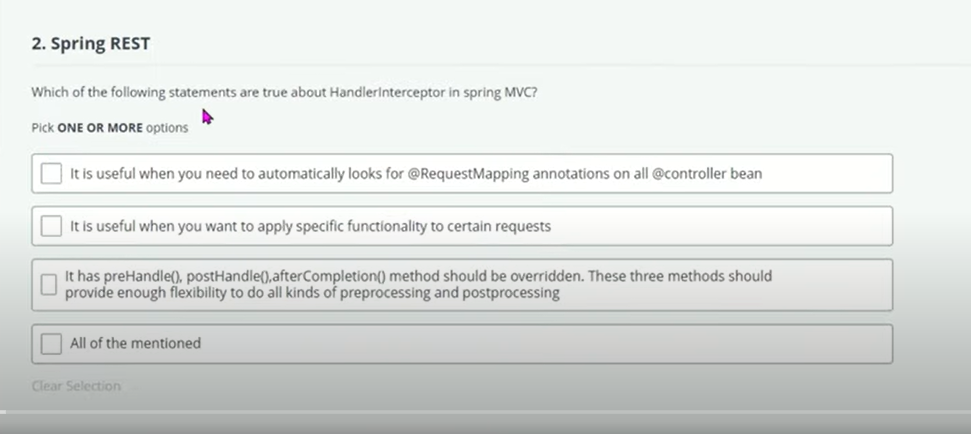 2. Spring REST
Which of the following statements are true about HandlerInterceptor in spring MVC?
Pick ONE OR MORE options
It is useful when you need to automatically looks for @RequestMapping annotations on all @controller bean
It is useful when you want to apply specific functionality to certain requests
It has preHandle(), postHandle(),afterCompletion() method should be overridden. These three methods should
provide enough flexibility to do all kinds of preprocessing and postprocessing
All of the mentioned
Clear Selection